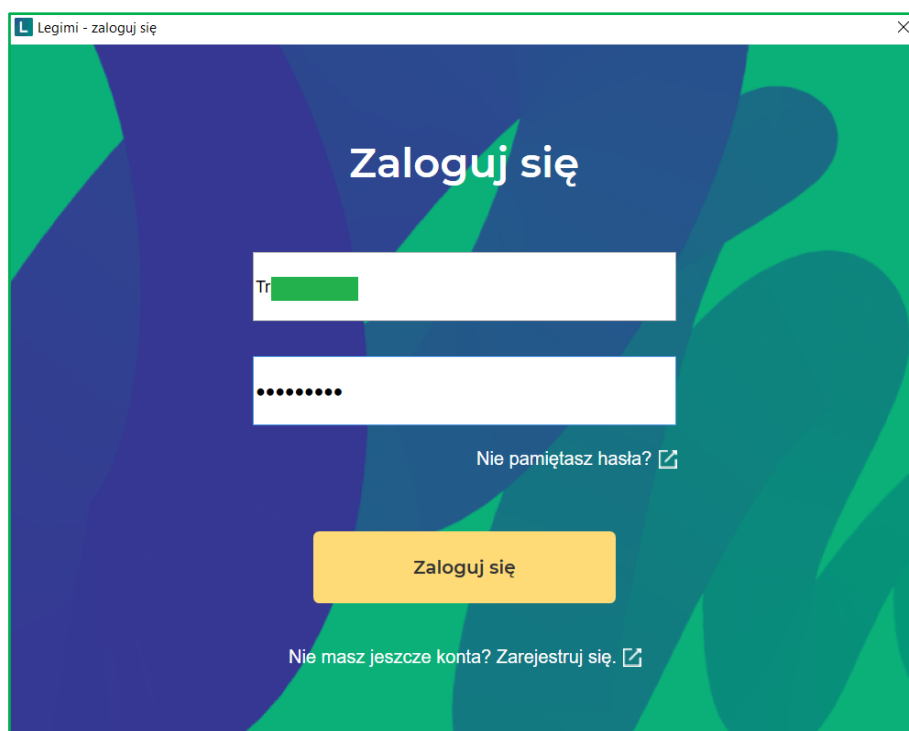 L Legimi - zaloguj się
Zaloguj się
Tr
•••••••••
Nie pamiętasz hasła?
Zaloguj się
Nie masz jeszcze konta? Zarejestruj się.